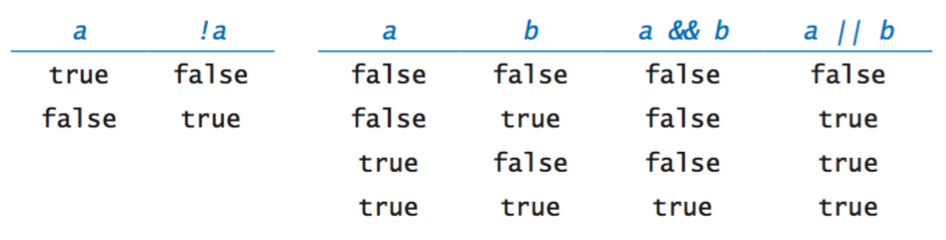 a !a a b a && b a || b
true false false false false false
false true false true false true
true false false true
true true true true